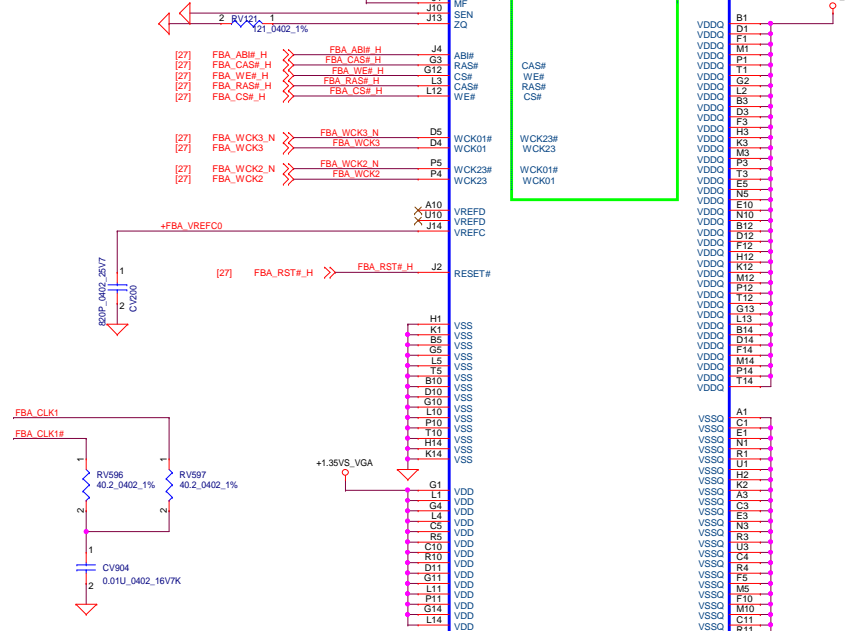 J10 SEN
2 RV121 1 J13 ZQ
121_0402_1%
[27] FBA_ABI#_H FBA_ABI#_H J4 ABI#
[27] FBA_CAS#_H FBA_CAS#_H G3 RAS# CAS#
[27] FBA_WE#_H FBA_WE#_H G12 CS# WE#
[27] FBA_RAS#_H FBA_RAS#_H L3 CAS# RAS#
[27] FBA_CS#_H FBA_CS#_H L12 WE# CS#
[27] FBA_WCK3_N FBA_WCK3_N D5 WCK01# WCK23#
[27] FBA_WCK3 FBA_WCK3 D4 WCK01 WCK23
[27] FBA_WCK2_N FBA_WCK2_N P5 WCK23# WCK01#
[27] FBA_WCK2 FBA_WCK2 P4 WCK23 WCK01
A10 VREFD
U10 VREFD
+FBA_VREFC0 J14 VREFC
[27] FBA_RST#_H FBA_RST#_H J2 RESET#
820P_0402_25V7
1
CV200
2
H1 VSS
K1 VSS
B5 VSS
G5 VSS
L5 VSS
T5 VSS
B10 VSS
D10 VSS
G10 VSS
L10 VSS
P10 VSS
T10 VSS
H14 VSS
K14 VSS
FBA_CLK1
FBA_CLK1#
1 RV596 1 RV597
40.2_0402_1% 40.2_0402_1%
2 2
1
CV904
0.01U_0402_16V7K
2
+1.35VS_VGA
G1 VDD
L1 VDD
G4 VDD
L4 VDD
C5 VDD
R5 VDD
C10 VDD
R10 VDD
D11 VDD
G11 VDD
L11 VDD
P11 VDD
G14 VDD
L14 VDD
VDDQ B1
VDDQ D1
VDDQ F1
VDDQ M1
VDDQ P1
VDDQ T1
VDDQ G2
VDDQ L2
VDDQ B3
VDDQ D3
VDDQ F3
VDDQ H3
VDDQ K3
VDDQ M3
VDDQ P3
VDDQ T3
VDDQ E5
VDDQ N5
VDDQ E10
VDDQ N10
VDDQ B12
VDDQ D12
VDDQ F12
VDDQ H12
VDDQ K12
VDDQ M12
VDDQ P12
VDDQ T12
VDDQ G13
VDDQ L13
VDDQ B14
VDDQ D14
VDDQ F14
VDDQ M14
VDDQ P14
VDDQ T14
VSSQ A1
VSSQ C1
VSSQ E1
VSSQ N1
VSSQ R1
VSSQ U1
VSSQ H2
VSSQ K2
VSSQ A3
VSSQ C3
VSSQ E3
VSSQ N3
VSSQ R3
VSSQ U3
VSSQ C4
VSSQ R4
VSSQ F5
VSSQ M5
VSSQ F10
VSSQ M10
VSSQ C11